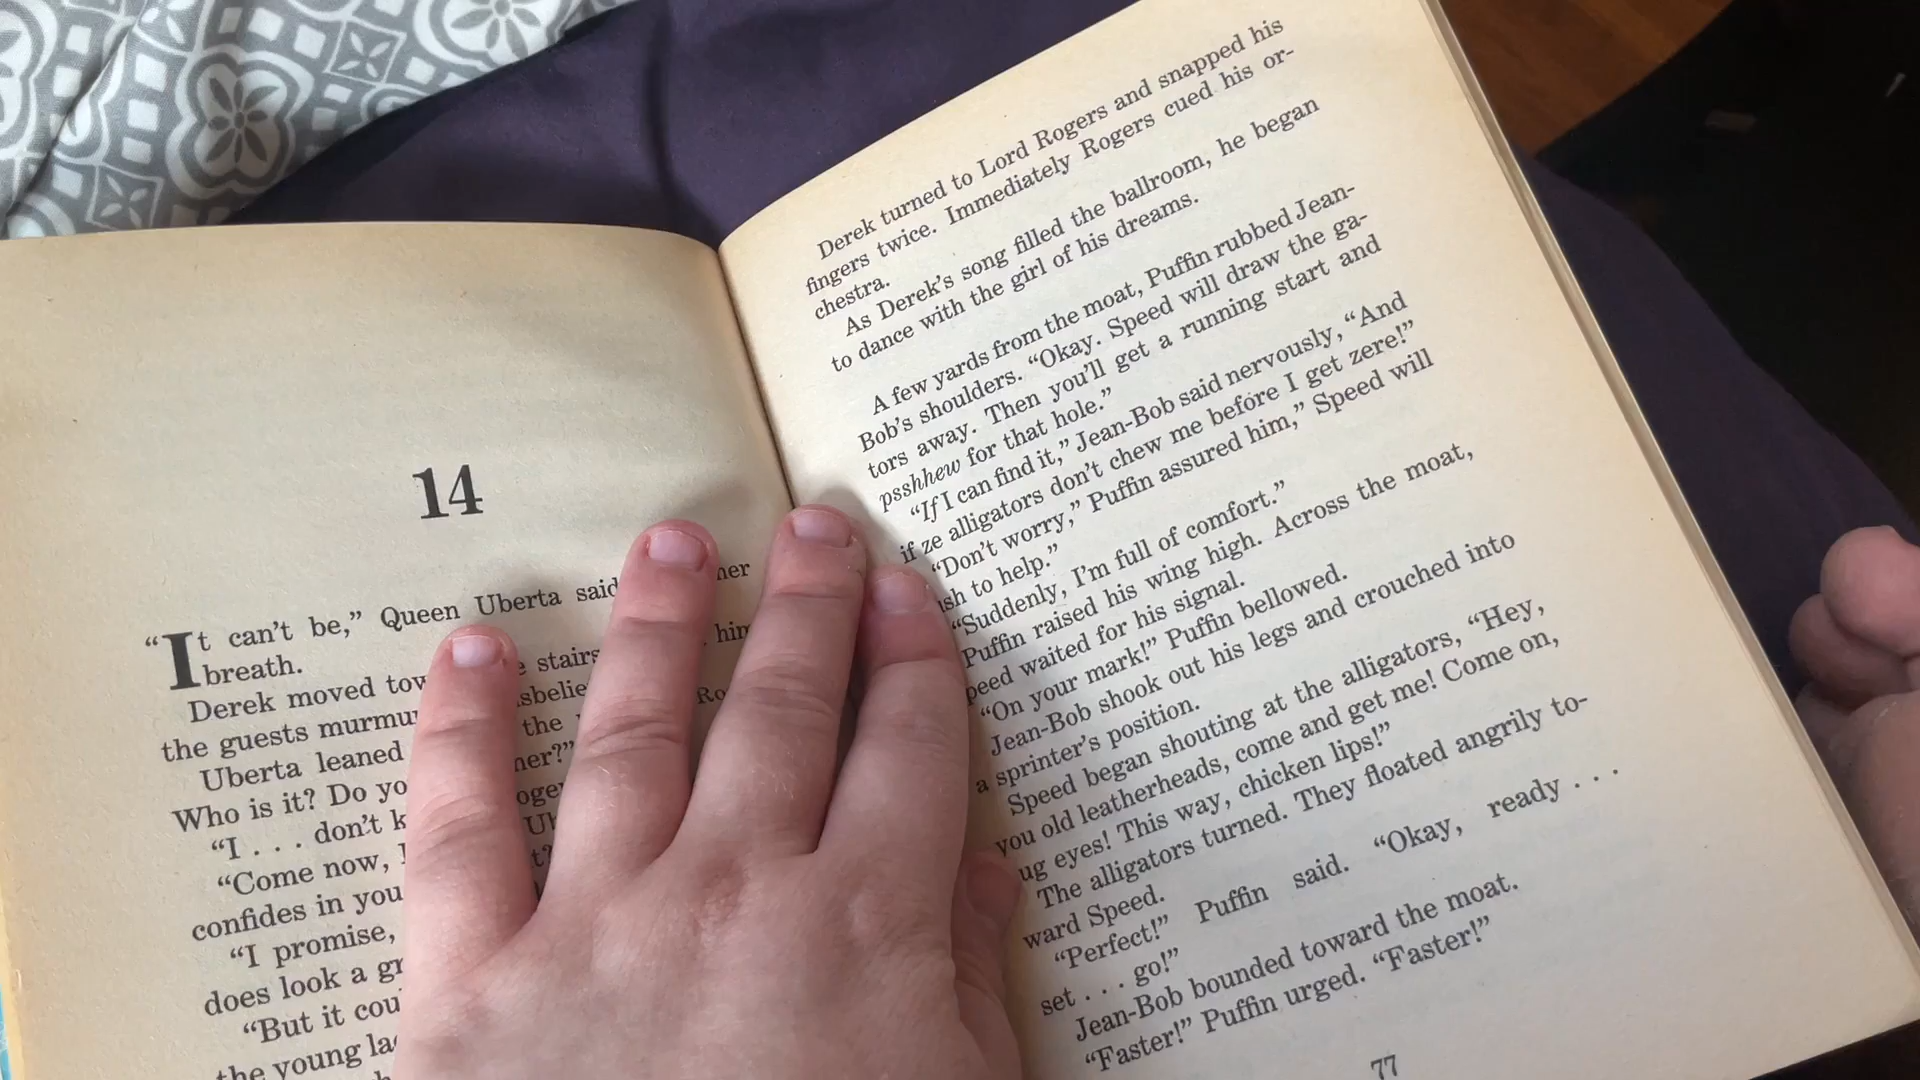 14
“It can’t be,” Queen Uberta said her
breath.
Derek moved stairs him
the guests
Uberta leaned the
Who is it? Do
“I . . . don’t
“Come now,
confides in you
“I promise,
does look a
“But it
the young
Derek turned to Lord Rogers and snapped his
fingers twice. Immediately Rogers cued his or-
chestra.
As Derek’s song filled the ballroom, he began
to dance with the girl of his dreams.
A few yards from the moat, Puffin rubbed Jean-
Bob’s shoulders. “Okay. Speed will draw the ga-
tors away. Then you’ll get a running start and
psshhew for that hole.”
“If I can find it,” Jean-Bob said nervously, “And
if ze alligators don’t chew me before I get zere!”
“Don’t worry,” Puffin assured him,” Speed will
to help.”
“Suddenly, I’m full of comfort.”
Puffin raised his wing high. Across the moat,
peed waited for his signal.
“On your mark!” Puffin bellowed.
Jean-Bob shook out his legs and crouched into
a sprinter’s position.
Speed began shouting at the alligators, “Hey,
you old leatherheads, come and get me! Come on,
ug eyes! This way, chicken lips!”
The alligators turned. They floated angrily to-
ward Speed.
“Perfect!” Puffin said. “Okay, ready . . .
set . . . go!”
Jean-Bob bounded toward the moat.
“Faster!” Puffin urged. “Faster!”
77